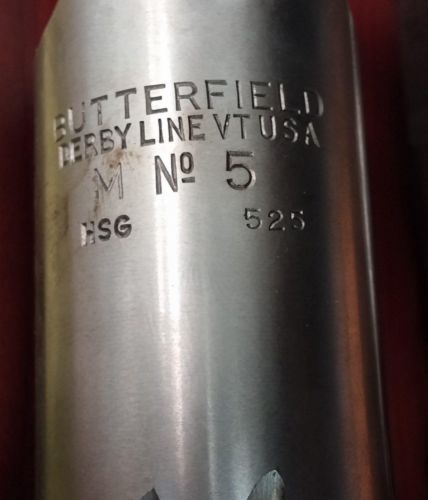 BUTTERFIELD
DERBY LINE VT USA
M Nº 5
HSG 525